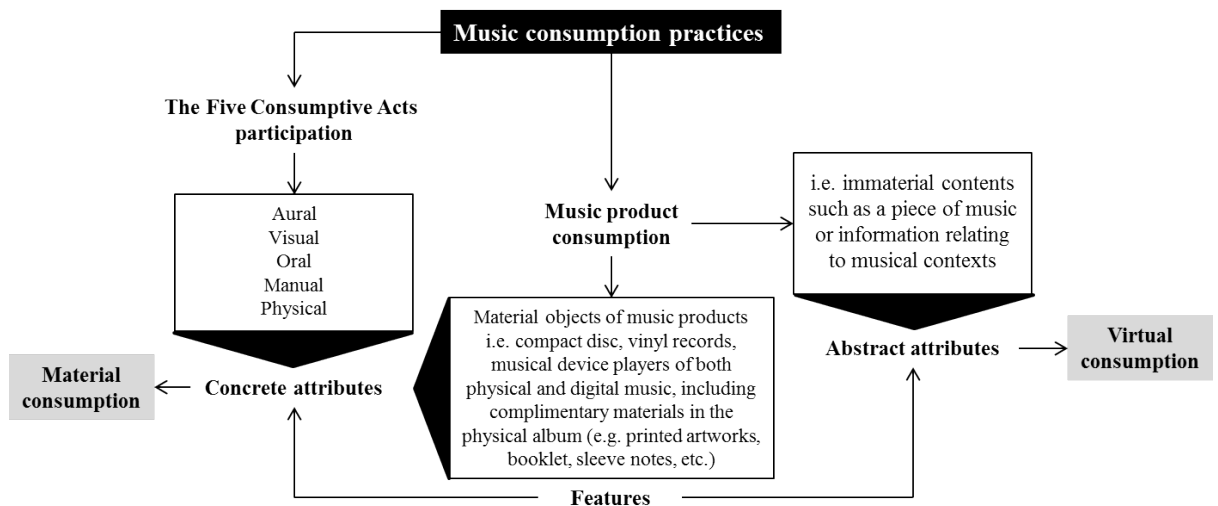 Music consumption practices
The Five Consumptive Acts
participation
Aural
Visual
Oral
Manual
Physical
Music product
consumption
i.e. immaterial contents
such as a piece of music
or information relating
to musical contexts
Material objects of music products
i.e. compact disc, vinyl records,
musical device players of both
physical and digital music, including
complimentary materials in the
physical album (e.g. printed artworks,
booklet, sleeve notes, etc.)
Material
consumption
Concrete attributes
Abstract attributes
Virtual
consumption
Features